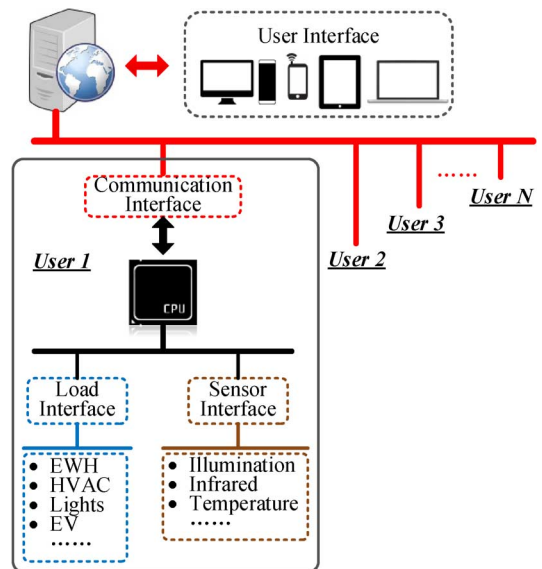 User Interface
Communication
Interface
User 1
CPU
User 2
User 3
......
User N
Load
Interface
Sensor
Interface
● EWH
● HVAC
● Lights
● EV
......
● Illumination
● Infrared
● Temperature
......